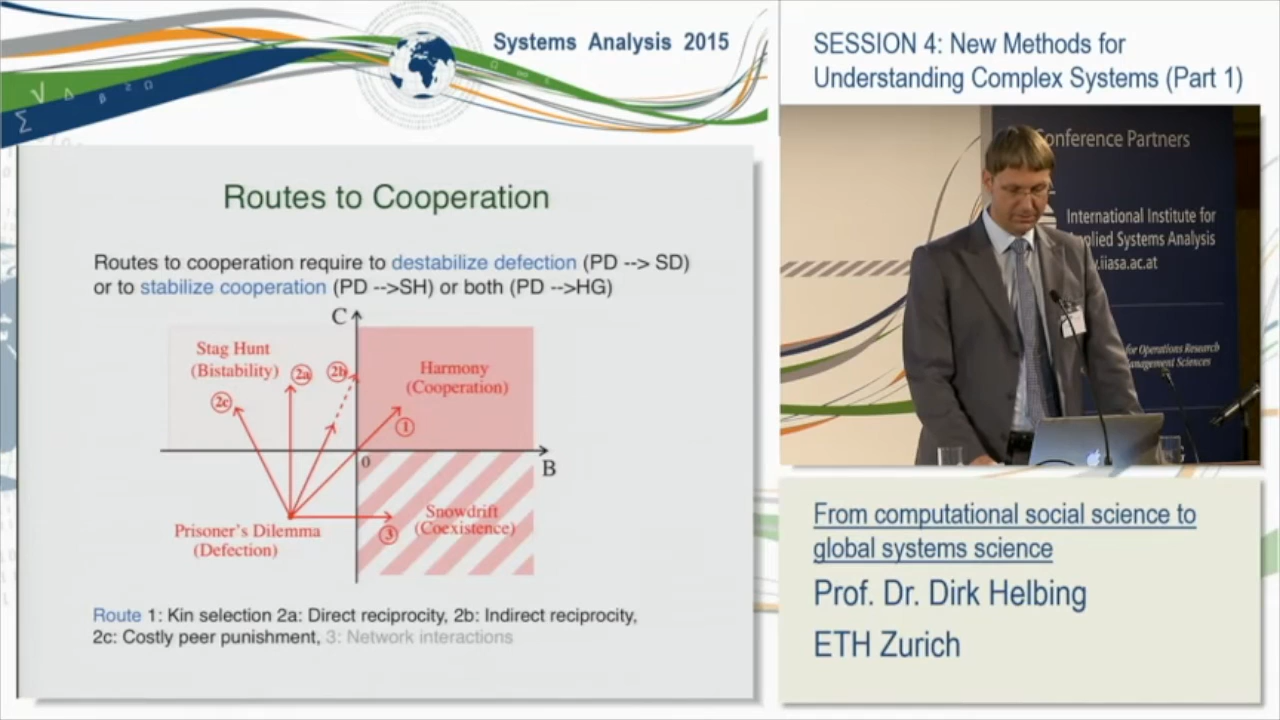 Systems Analysis 2015
Routes to Cooperation
Routes to cooperation require to destabilize defection (PD --> SD)
or to stabilize cooperation (PD -->SH) or both (PD -->HG)
C
Stag Hunt
(Bistability)
2a
2b
2c
Harmony
(Cooperation)
1
0
B
Prisoner's Dilemma
(Defection)
Snowdrift
(Coexistence)
3
Route 1: Kin selection 2a: Direct reciprocity, 2b: Indirect reciprocity,
2c: Costly peer punishment, 3: Network interactions
SESSION 4: New Methods for
Understanding Complex Systems (Part 1)
onference Partners
International Institute for
plied Systems Analysis
.iiasa.ac.at
for Operations Research
nagement Sciences
From computational social science to
global systems science
Prof. Dr. Dirk Helbing
ETH Zurich